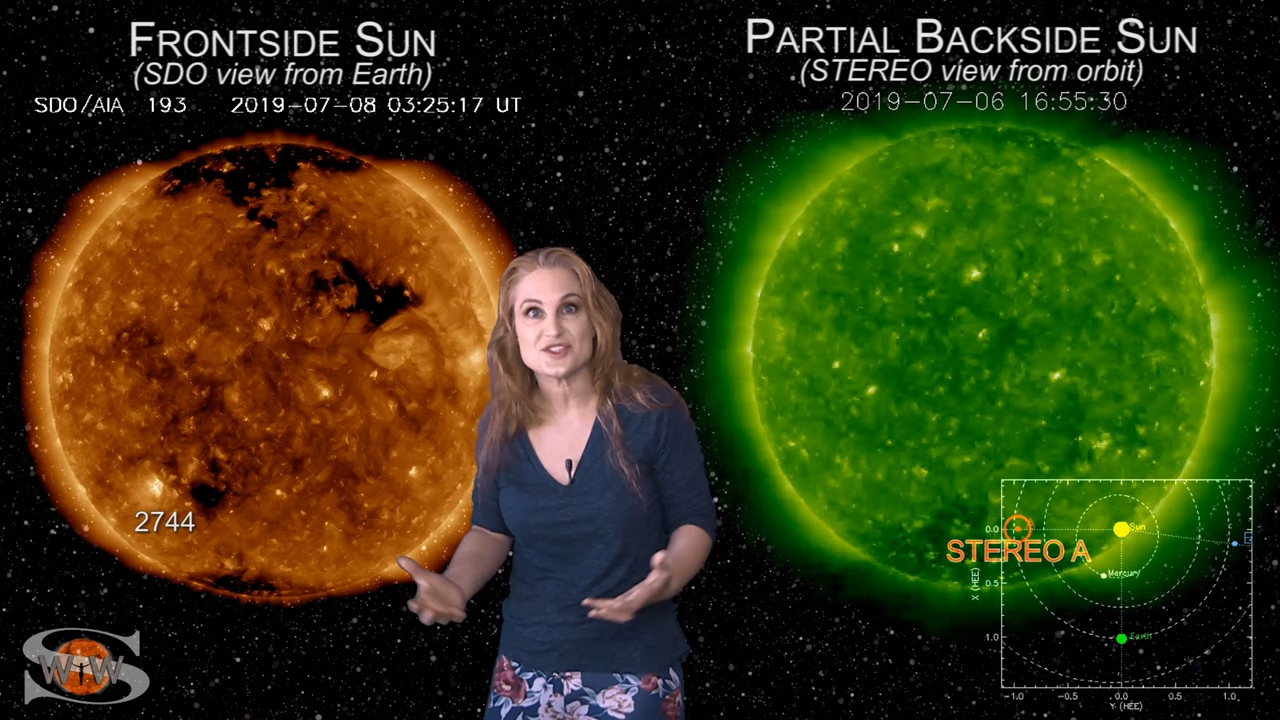 FRONTSIDE SUN
(SDO view from Earth)
SDO/AIA 193 2019-07-08 03:25:17 UT
PARTIAL BACKSIDE SUN
(STEREO view from orbit)
2019-07-06 16:55:30
2744
STEREO A
0.0
0.5
1.0
X (HEE)
Sun
Mercury
Earth
-1.0 -0.5 0.0 0.5 1.0
Y (HEE)
S
WTW